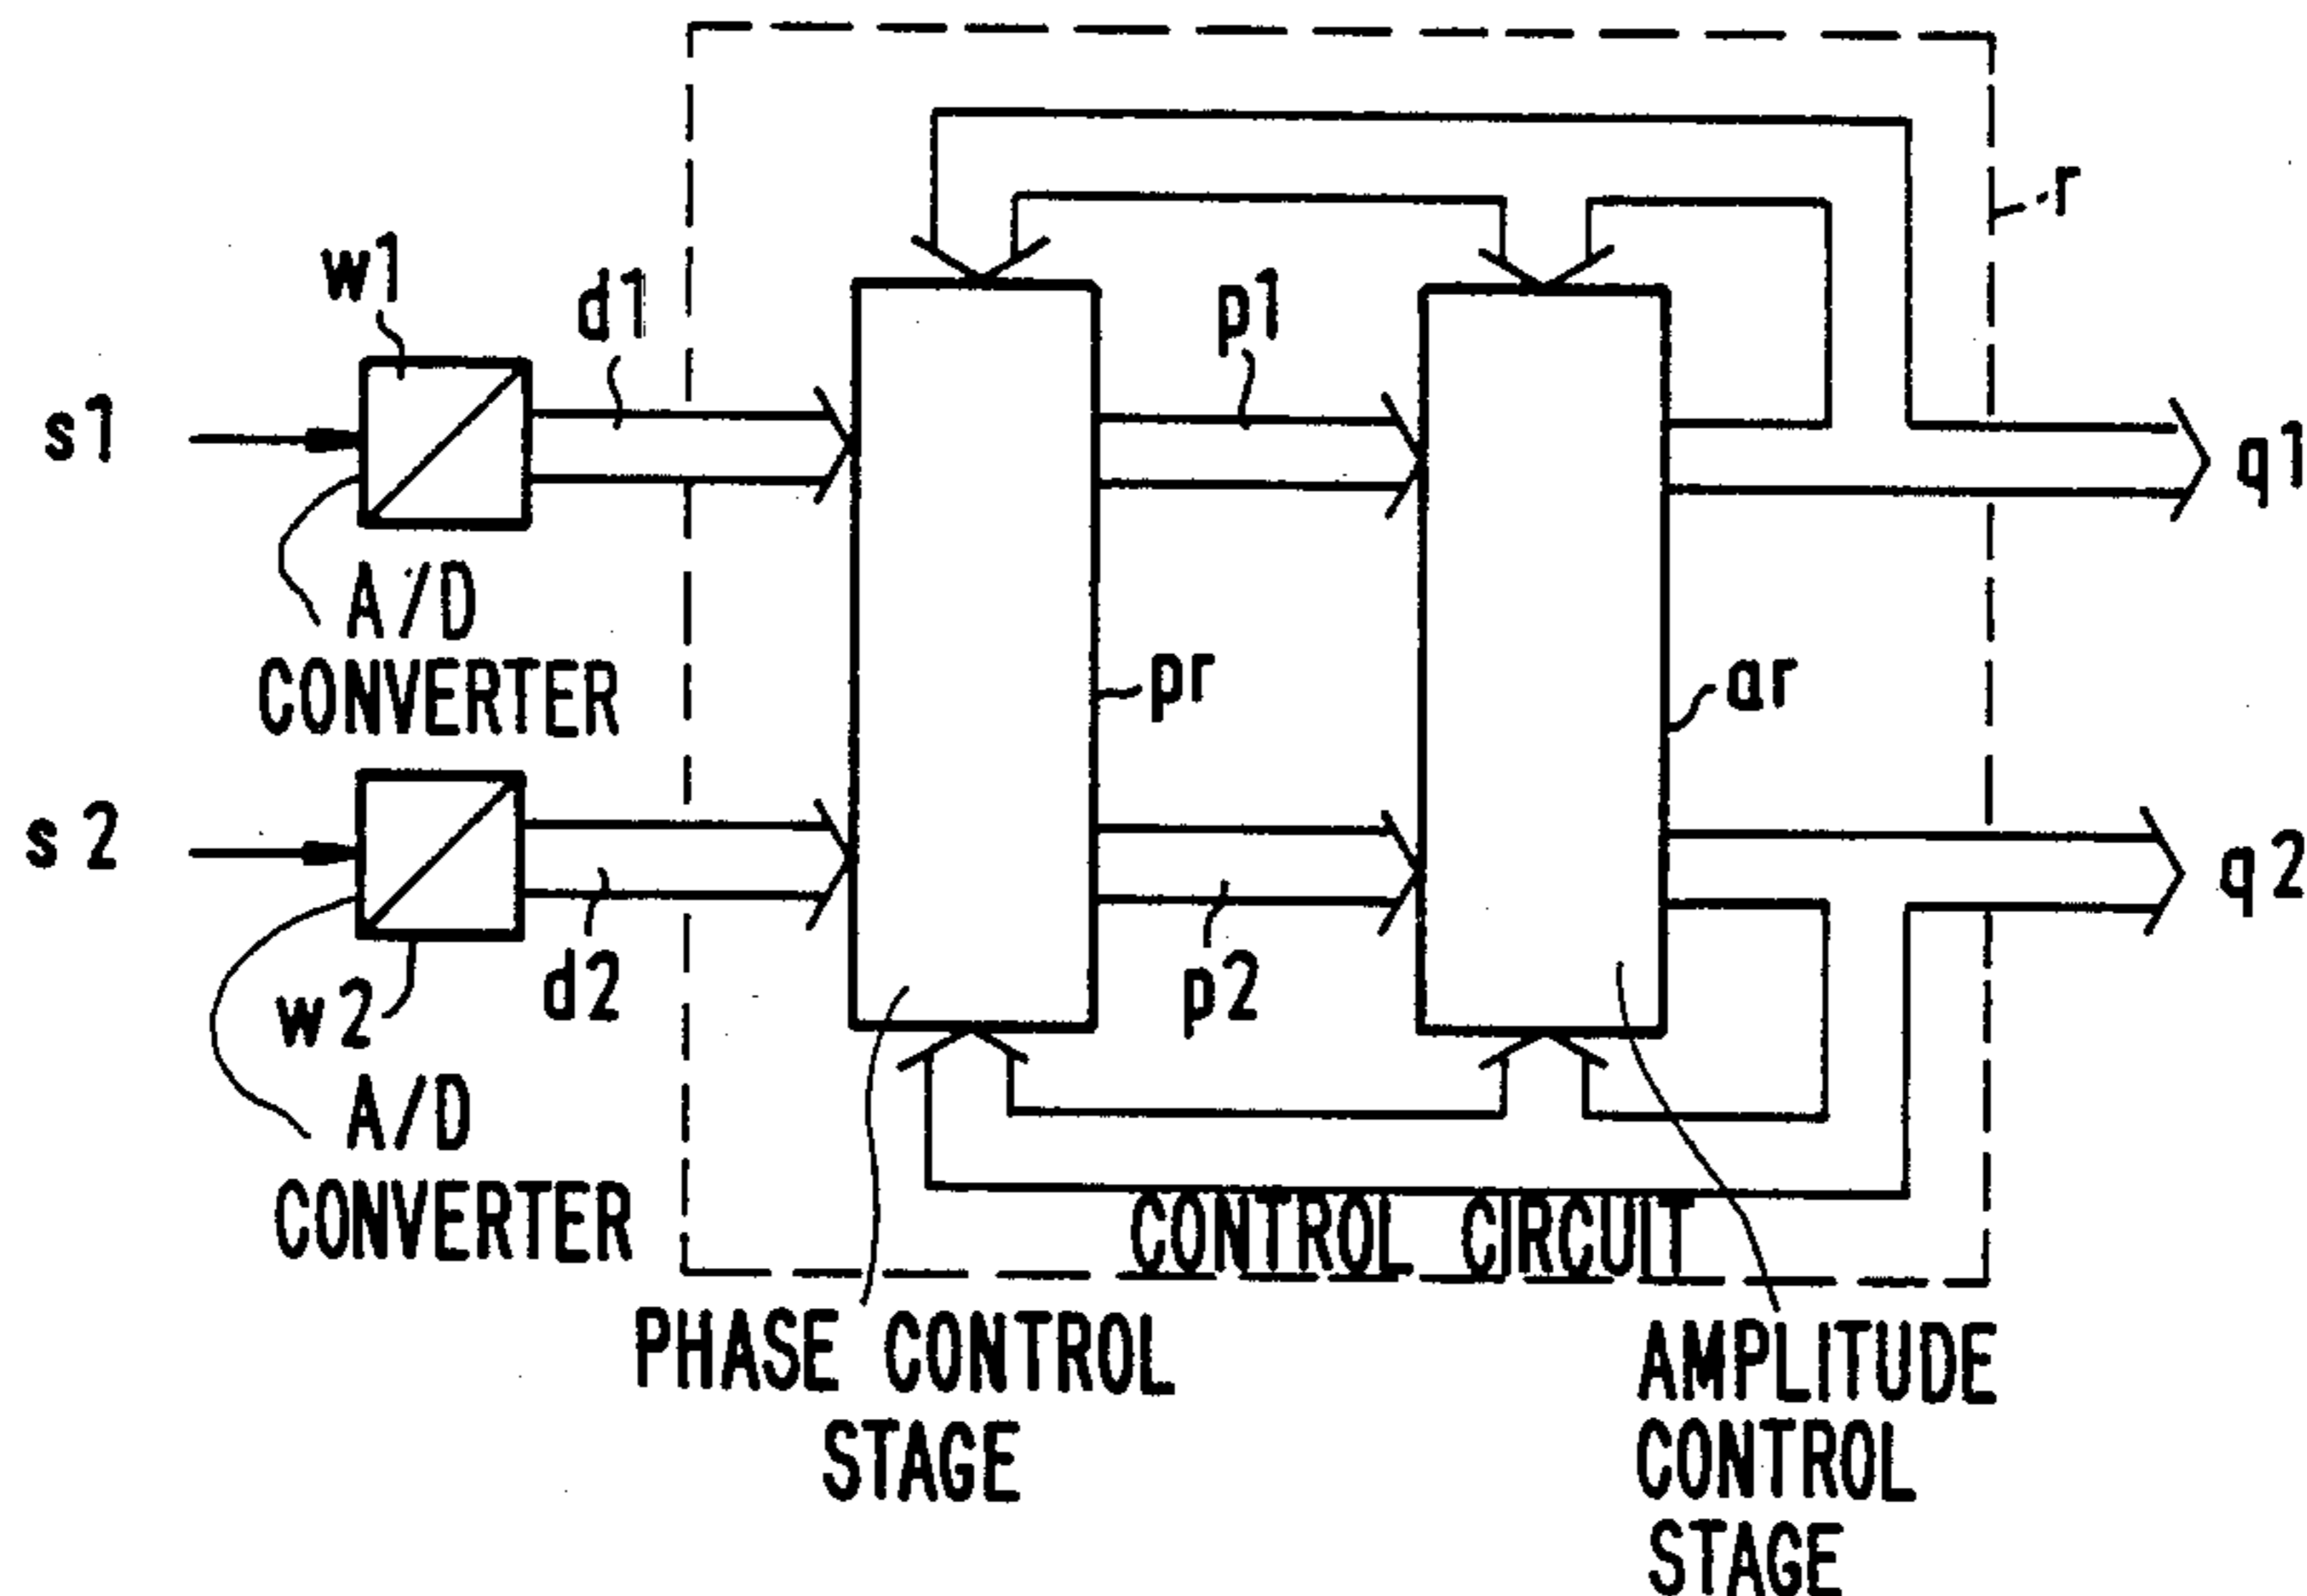 r
w1
d1
p1
s1
q1
A/D
CONVERTER
pr
ar
s2
q2
w2
d2
p2
A/D
CONVERTER
CONTROL CIRCUIT
PHASE CONTROL
STAGE
AMPLITUDE
CONTROL
STAGE